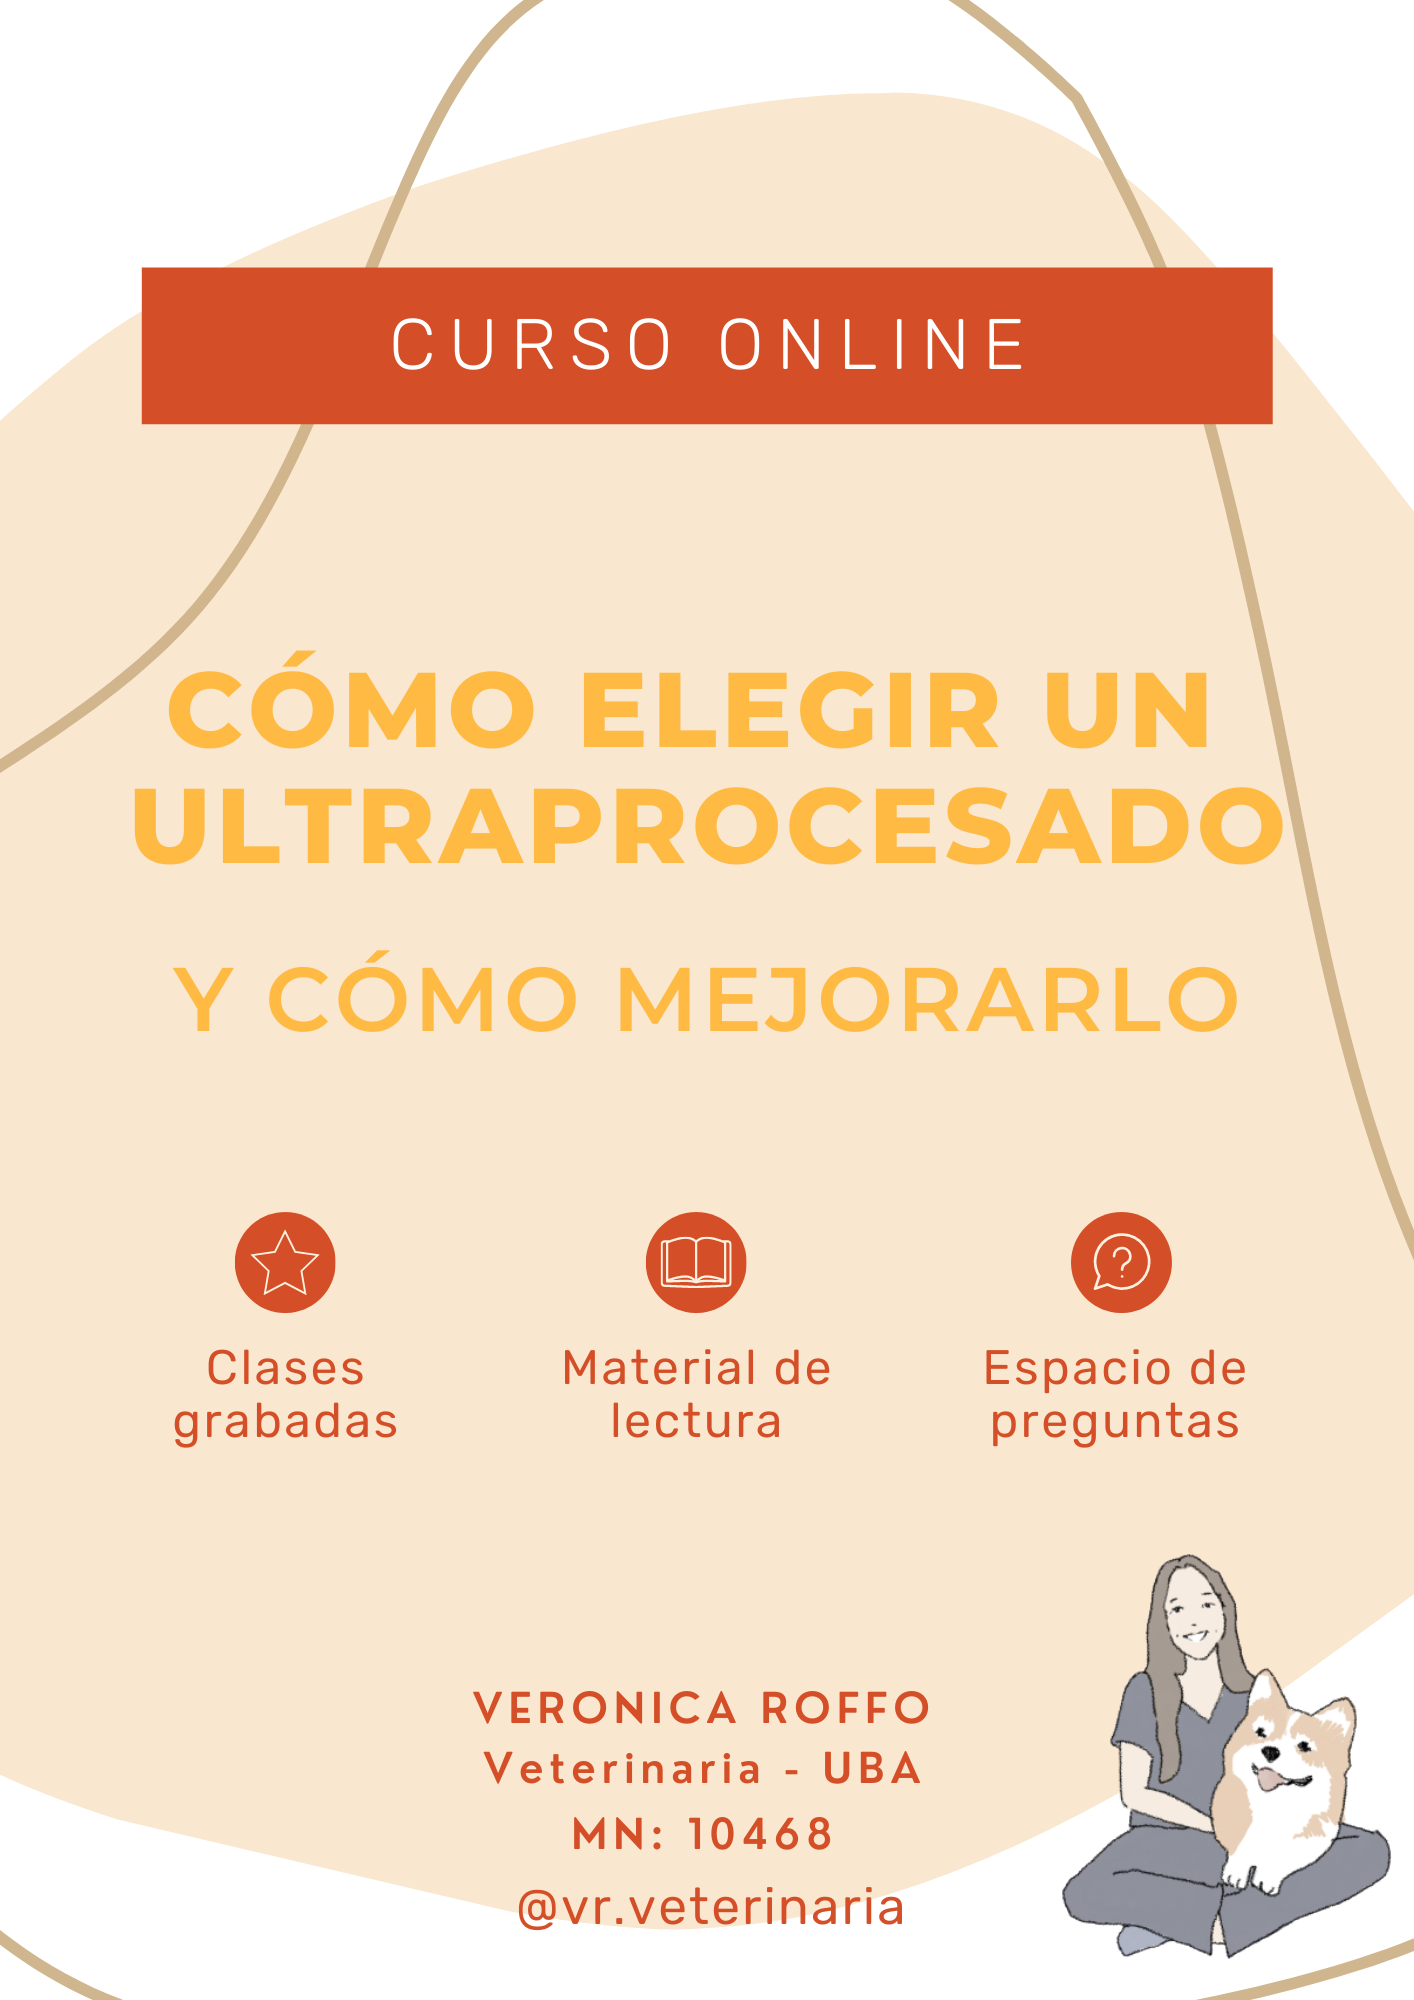 CURSO ONLINE
CÓMO ELEGIR UN
ULTRAPROCESADO
Y CÓMO MEJORARLO
Clases
grabadas
Material de
lectura
Espacio de
preguntas
VERONICA ROFFO
Veterinaria - UBA
MN: 10468
@vr.veterinaria